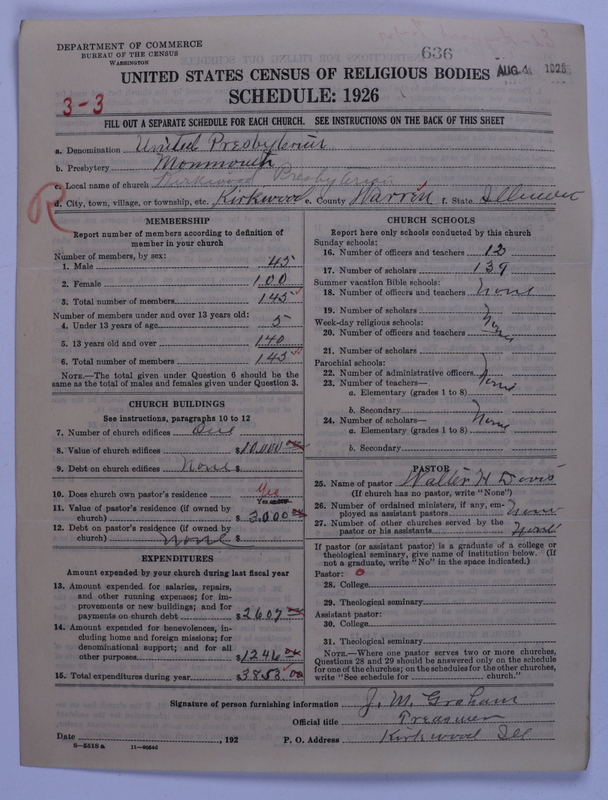 DEPARTMENT OF COMMERCE
BUREAU OF THE CENSUS
WASHINGTON
636
UNITED STATES CENSUS OF RELIGIOUS BODIES
AUG 4 1926
3-3
SCHEDULE: 1926
FILL OUT A SEPARATE SCHEDULE FOR EACH CHURCH. SEE INSTRUCTIONS ON THE BACK OF THIS SHEET
a. Denomination United Presbyterian
b. Presbytery Monmouth
c. Local name of church Kirkwood Presbyterian
R
d. City, town, village, or township, etc. Kirkwood e. County Warren f. State Illinois
MEMBERSHIP
Report number of members according to definition of member in your church
Number of members, by sex:
1. Male 45
2. Female 100
3. Total number of members 145
Number of members under and over 13 years old:
4. Under 13 years of age 5
5. 13 years old and over 140
6. Total number of members 145
NOTE.—The total given under Question 6 should be the same as the total of males and females given under Question 3.
CHURCH BUILDINGS
See instructions, paragraphs 10 to 12
7. Number of church edifices One
8. Value of church edifices $10,000
9. Debt on church edifices None $
10. Does church own pastor's residence Yes
Yes or No
11. Value of pastor's residence (if owned by church) $3,000
12. Debt on pastor's residence (if owned by church) None $
EXPENDITURES
Amount expended by your church during last fiscal year
13. Amount expended for salaries, repairs, and other running expenses; for improvements or new buildings; and for payments on church debt $2607
14. Amount expended for benevolences, including home and foreign missions; for denominational support; and for all other purposes $1246
15. Total expenditures during year $3853.00
CHURCH SCHOOLS
Report here only schools conducted by this church
Sunday schools:
16. Number of officers and teachers 12
17. Number of scholars 139
Summer vacation Bible schools:
18. Number of officers and teachers None
19. Number of scholars
Week-day religious schools:
20. Number of officers and teachers None
21. Number of scholars
Parochial schools:
22. Number of administrative officers
23. Number of teachers— None
a. Elementary (grades 1 to 8)
b. Secondary
24. Number of scholars— None
a. Elementary (grades 1 to 8)
b. Secondary
PASTOR
25. Name of pastor Walter H Davis
(If church has no pastor, write "None")
26. Number of ordained ministers, if any, employed as assistant pastors None
27. Number of other churches served by the pastor or his assistants None
If pastor (or assistant pastor) is a graduate of a college or theological seminary, give name of institution below. (If not a graduate, write "No" in the space indicated.)
Pastor: 0
28. College
29. Theological seminary
Assistant pastor:
30. College
31. Theological seminary
NOTE.—Where one pastor serves two or more churches, Questions 28 and 29 should be answered only on the schedule for one of the churches; on the schedules for the other churches, write "See schedule for church."
Signature of person furnishing information J. M. Graham
Official title Treasurer
Date , 192 P. O. Address Kirkwood Ill
8—5518a 11—9664d